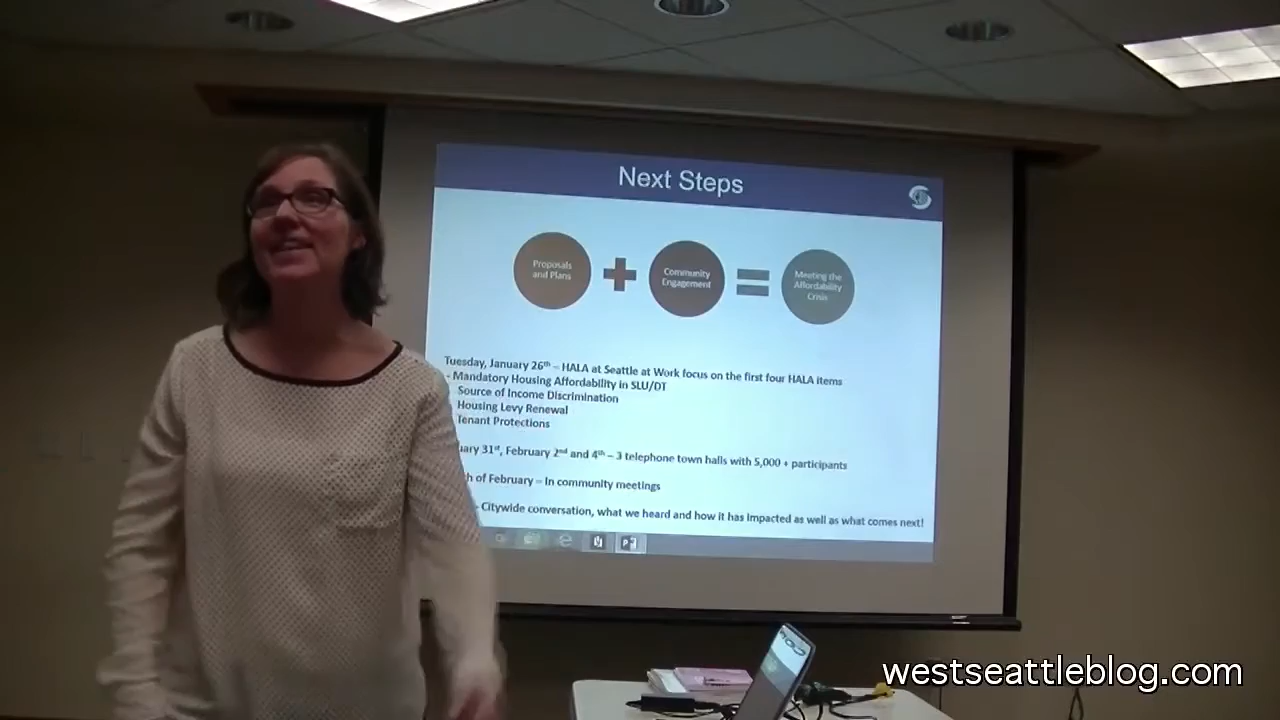 Next Steps
Proposals
and Plans
Community
Engagement
Meeting the
Affordability
Crisis
Tuesday, January 26th – HALA at Seattle at Work focus on the first four HALA items
- Mandatory Housing Affordability in SLU/DT
Source of Income Discrimination
Housing Levy Renewal
Tenant Protections
uary 31st, February 2nd and 4th – 3 telephone town halls with 5,000 + participants
h of February – In community meetings
- Citywide conversation, what we heard and how it has impacted as well as what comes next!
westseattleblog.com